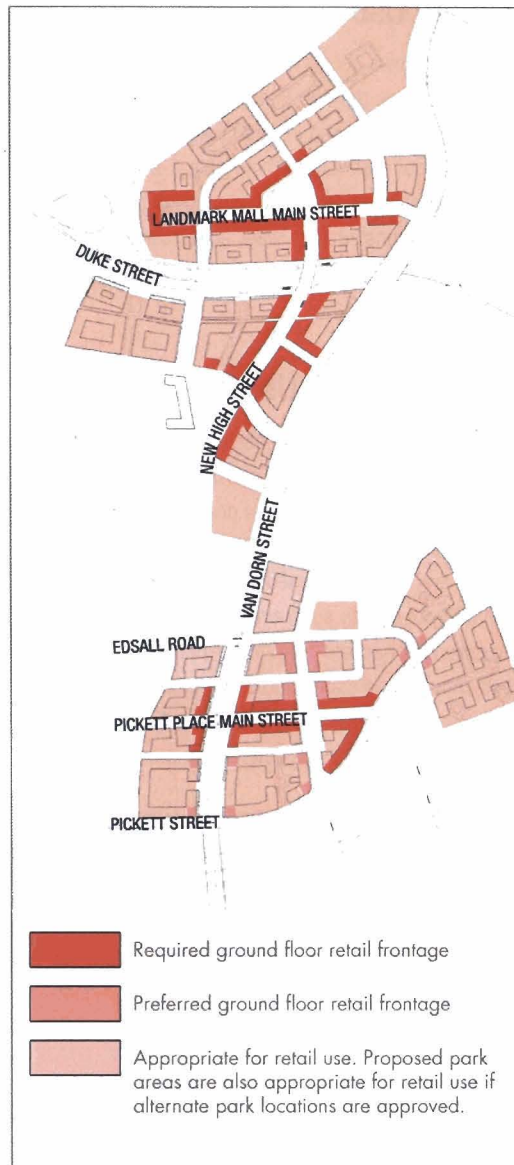 LANDMARK MALL MAIN STREET
DUKE STREET
NEW HIGH STREET
VAN DORN STREET
EDSALL ROAD
PICKETT PLACE MAIN STREET
PICKETT STREET
Required ground floor retail frontage
Preferred ground floor retail frontage
Appropriate for retail use. Proposed park
areas are also appropriate for retail use if
alternate park locations are approved.